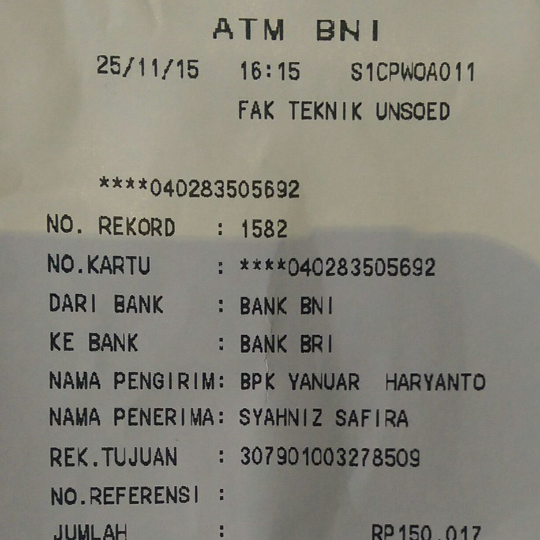 ATM BNI
25/11/15 16:15 S1CPWOA011
FAK TEKNIK UNSOED
****040283505692
NO. REKORD : 1582
NO.KARTU : ****040283505692
DARI BANK : BANK BNI
KE BANK : BANK BRI
NAMA PENGIRIM: BPK YANUAR HARYANTO
NAMA PENERIMA: SYAHNIZ SAFIRA
REK.TUJUAN : 307901003278509
NO.REFERENSI :
JUMLAH : RP150.017